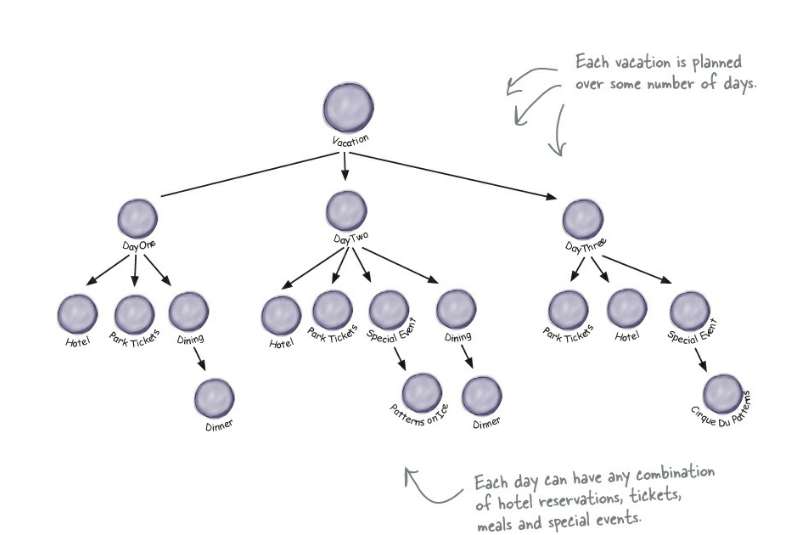 Each vacation is planned
over some number of days.
Vacation
DayOne
DayTwo
DayThree
Hotel
Park Tickets
Dining
Hotel
Park Tickets
Special Event
Dining
Park Tickets
Hotel
Special Event
Dinner
Patterns on Ice
Dinner
Cirque Du Patterns
Each day can have any combination
of hotel reservations, tickets,
meals and special events.